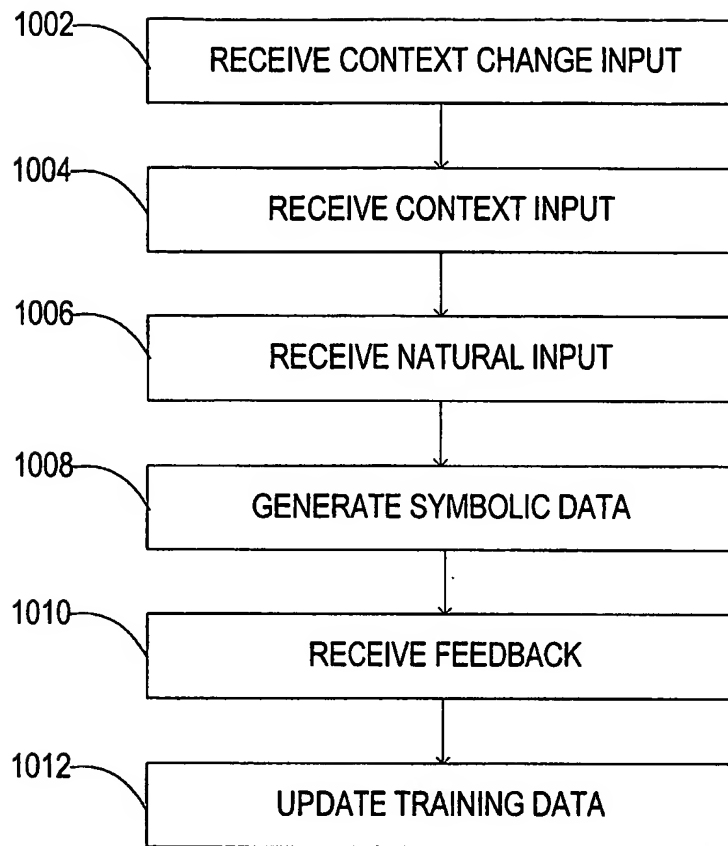 1002
RECEIVE CONTEXT CHANGE INPUT
1004
RECEIVE CONTEXT INPUT
1006
RECEIVE NATURAL INPUT
1008
GENERATE SYMBOLIC DATA
1010
RECEIVE FEEDBACK
1012
UPDATE TRAINING DATA